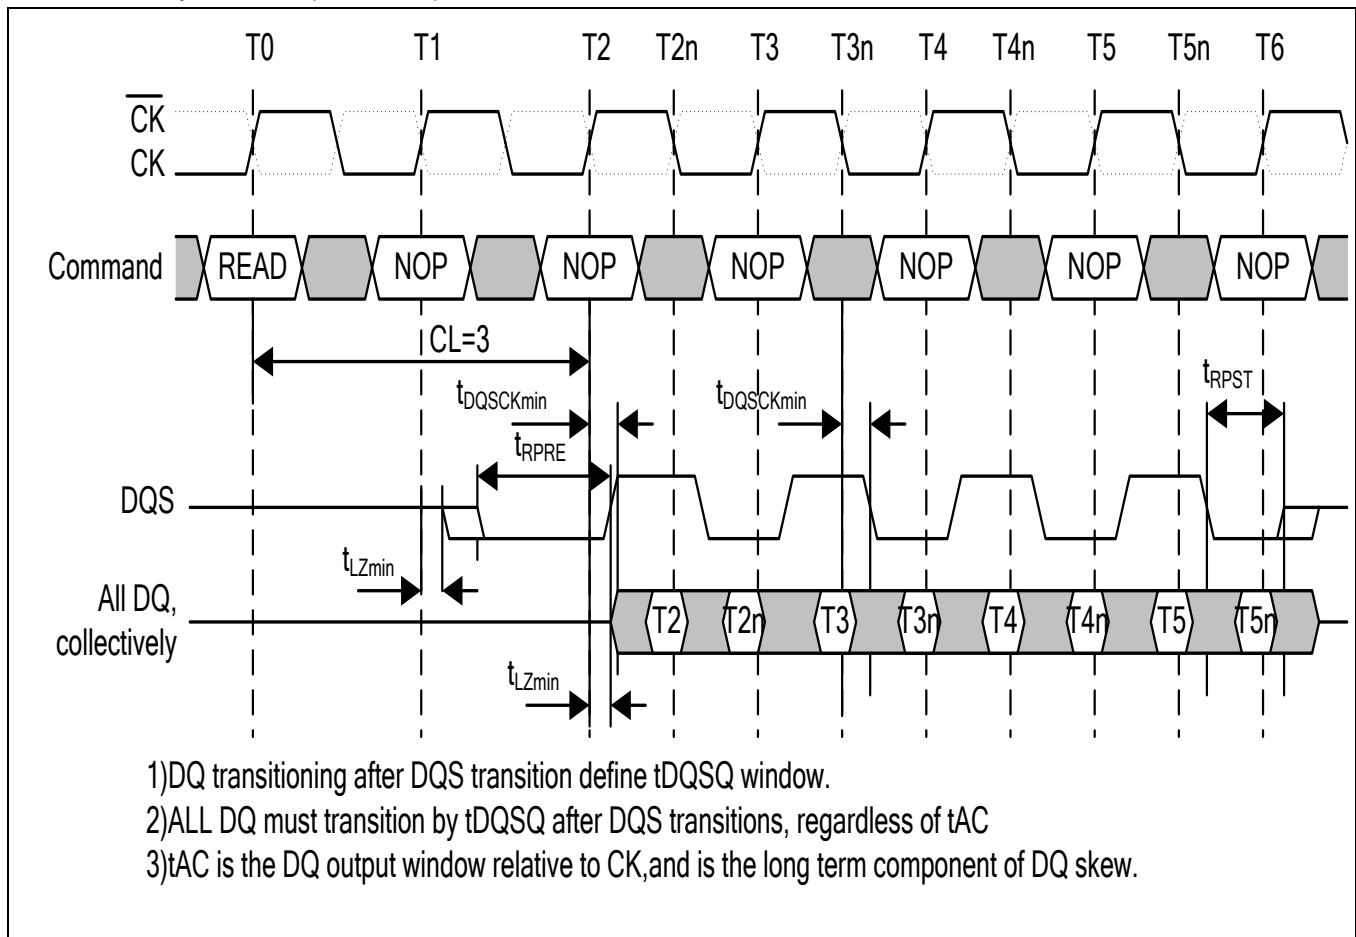 T0 T1 T2 T2n T3 T3n T4 T4n T5 T5n T6
CK
CK
Command READ NOP NOP NOP NOP NOP NOP
CL=3
tDQSCKmin tDQSCKmin tRPST
tRPRE
DQS
tLZmin
All DQ,
collectively
T2 T2n T3 T3n T4 T4n T5 T5n
tLZmin
1)DQ transitioning after DQS transition define tDQSQ window.
2)ALL DQ must transition by tDQSQ after DQS transitions, regardless of tAC
3)tAC is the DQ output window relative to CK,and is the long term component of DQ skew.